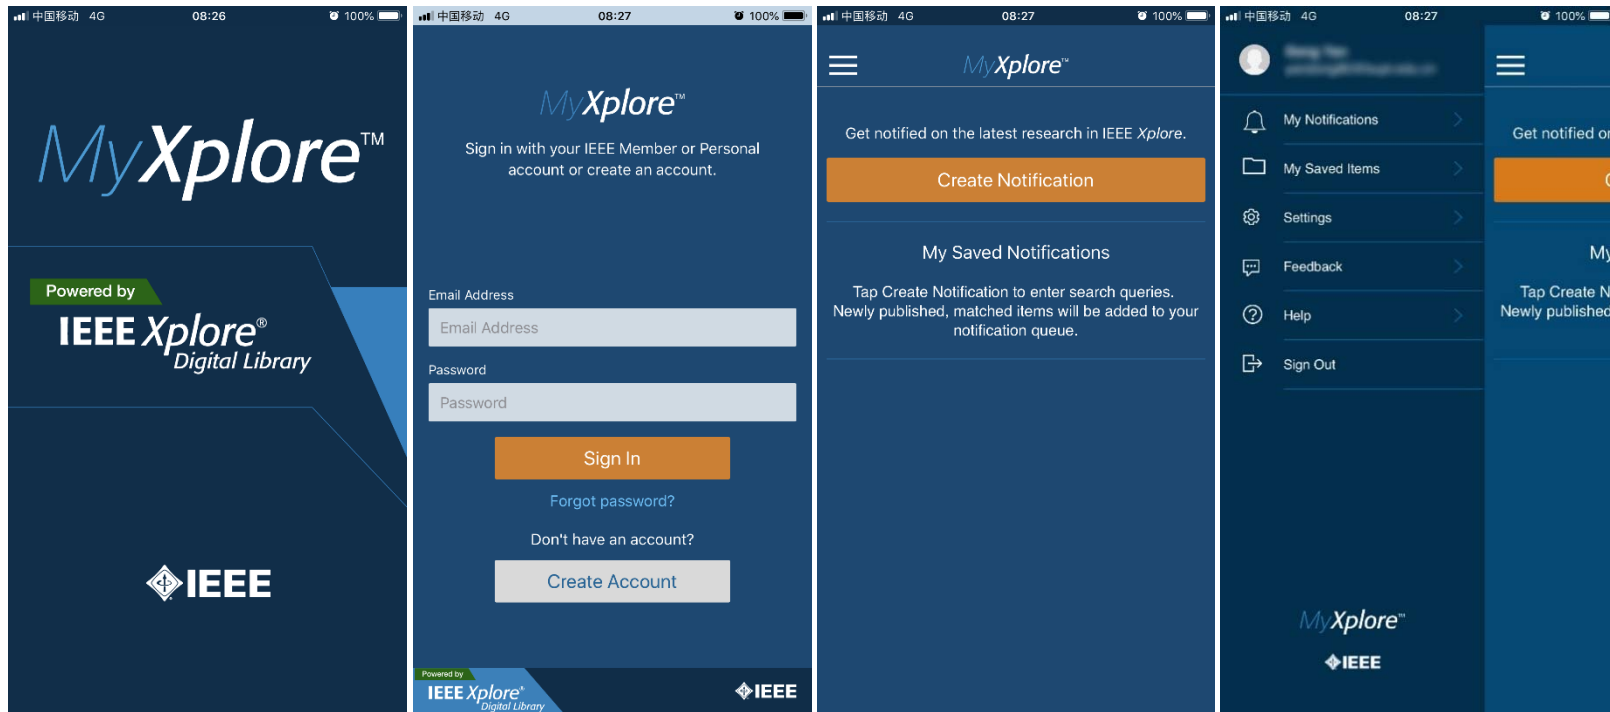 中国移动 4G 08:26 100%
MyXplore™
Powered by
IEEE Xplore®
Digital Library
IEEE
中国移动 4G 08:27 100%
MyXplore™
Sign in with your IEEE Member or Personal
account or create an account.
Email Address
Email Address
Password
Password
Sign In
Forgot password?
Don't have an account?
Create Account
Powered by
IEEE Xplore®
Digital Library
IEEE
中国移动 4G 08:27 100%
MyXplore™
Get notified on the latest research in IEEE Xplore.
Create Notification
My Saved Notifications
Tap Create Notification to enter search queries.
Newly published, matched items will be added to your
notification queue.
中国移动 4G 08:27 100%
My Notifications
My Saved Items
Settings
Feedback
Help
Sign Out
MyXplore™
IEEE
Get notified o
My
Tap Create N
Newly published